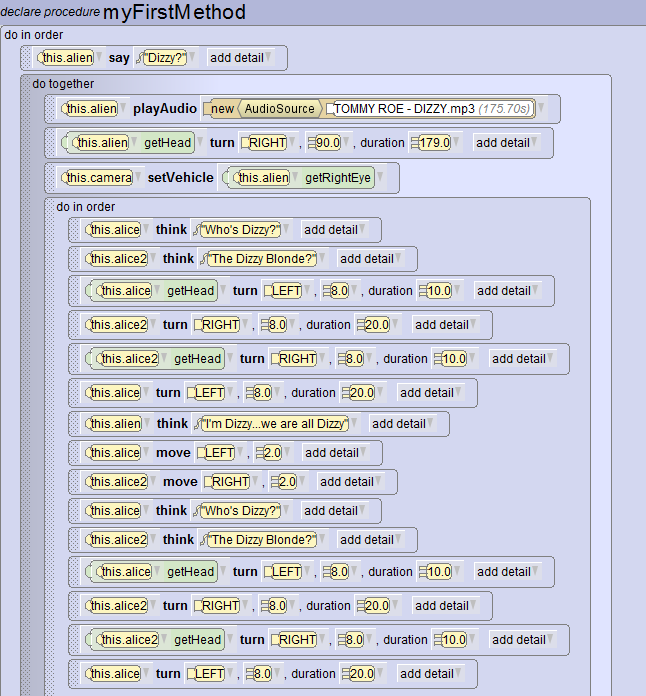 declare procedure myFirstMethod
do in order
this.alien say "Dizzy?" add detail
do together
this.alien playAudio new AudioSource TOMMY ROE - DIZZY.mp3 (175.70s)
this.alien getHead turn RIGHT , 90.0 , duration 179.0 add detail
this.camera setVehicle this.alien getRightEye
do in order
this.alice think "Who's Dizzy?" add detail
this.alice2 think "The Dizzy Blonde?" add detail
this.alice getHead turn LEFT , 8.0 , duration 10.0 add detail
this.alice2 turn RIGHT , 8.0 , duration 20.0 add detail
this.alice2 getHead turn RIGHT , 8.0 , duration 10.0 add detail
this.alice turn LEFT , 8.0 , duration 20.0 add detail
this.alien think "I'm Dizzy...we are all Dizzy" add detail
this.alice move LEFT , 2.0 add detail
this.alice2 move RIGHT , 2.0 add detail
this.alice think "Who's Dizzy?" add detail
this.alice2 think "The Dizzy Blonde?" add detail
this.alice getHead turn LEFT , 8.0 , duration 10.0 add detail
this.alice2 turn RIGHT , 8.0 , duration 20.0 add detail
this.alice2 getHead turn RIGHT , 8.0 , duration 10.0 add detail
this.alice turn LEFT , 8.0 , duration 20.0 add detail